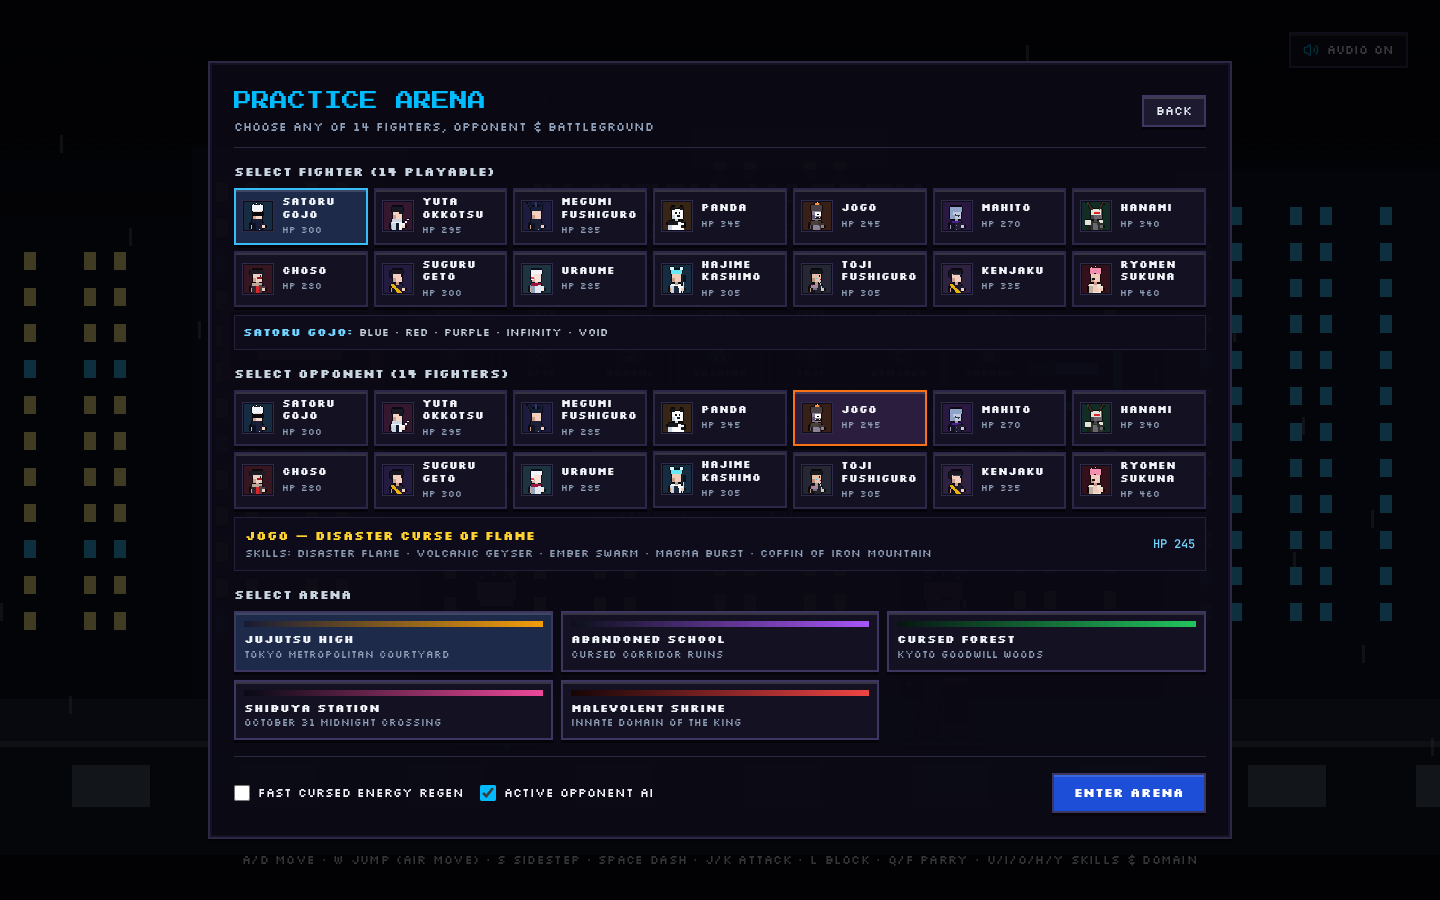 AUDIO ON
PRACTICE ARENA
CHOOSE ANY OF 14 FIGHTERS, OPPONENT & BATTLEGROUND
BACK
SELECT FIGHTER (14 PLAYABLE)
SATORU GOJO
HP 300
YUTA OKKOTSU
HP 295
MEGUMI FUSHIGURO
HP 285
PANDA
HP 345
JOGO
HP 245
MAHITO
HP 270
HANAMI
HP 340
CHOSO
HP 280
SUGURU GETO
HP 300
URAUME
HP 285
HAJIME KASHIMO
HP 305
TOJI FUSHIGURO
HP 305
KENJAKU
HP 335
RYOMEN SUKUNA
HP 460
SATORU GOJO: BLUE · RED · PURPLE · INFINITY · VOID
SELECT OPPONENT (14 FIGHTERS)
SATORU GOJO
HP 300
YUTA OKKOTSU
HP 295
MEGUMI FUSHIGURO
HP 285
PANDA
HP 345
JOGO
HP 245
MAHITO
HP 270
HANAMI
HP 340
CHOSO
HP 280
SUGURU GETO
HP 300
URAUME
HP 285
HAJIME KASHIMO
HP 305
TOJI FUSHIGURO
HP 305
KENJAKU
HP 335
RYOMEN SUKUNA
HP 460
JOGO — DISASTER CURSE OF FLAME
SKILLS: DISASTER FLAME · VOLCANIC GEYSER · EMBER SWARM · MAGMA BURST · COFFIN OF IRON MOUNTAIN
HP 245
SELECT ARENA
JUJUTSU HIGH
TOKYO METROPOLITAN COURTYARD
ABANDONED SCHOOL
CURSED CORRIDOR RUINS
CURSED FOREST
KYOTO GOODWILL WOODS
SHIBUYA STATION
OCTOBER 31 MIDNIGHT CROSSING
MALEVOLENT SHRINE
INNATE DOMAIN OF THE KING
FAST CURSED ENERGY REGEN
ACTIVE OPPONENT AI
ENTER ARENA
A/D MOVE · W JUMP (AIR MOVE) · S SIDESTEP · SPACE DASH · J/K ATTACK · L BLOCK · Q/F PARRY · U/I/O/H/Y SKILLS & DOMAIN